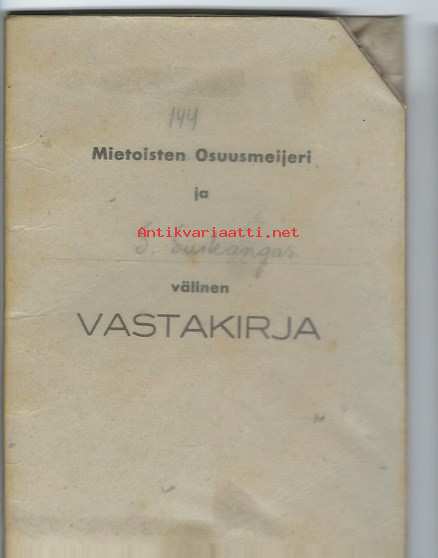 144
Mietoisten Osuusmeijeri
ja
Antikvariaatti.net
välinen
VASTAKIRJA